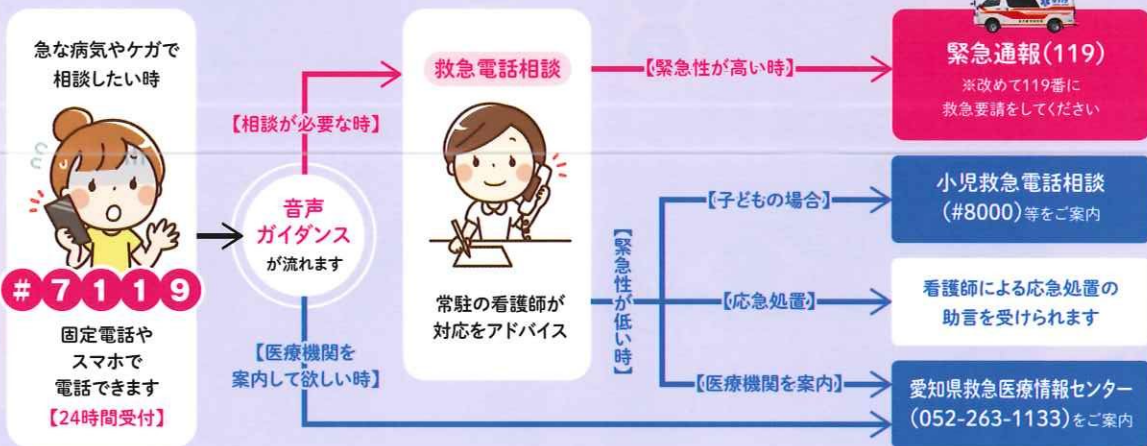 急な病気やケガで
相談したい時
#7119
固定電話や
スマホで
電話できます
【24時間受付】
音声
ガイダンス
が流れます
【相談が必要な時】
【医療機関を
案内して欲しい時】
救急電話相談
常駐の看護師が
対応をアドバイス
【緊急性が高い時】
緊急通報(119)
※改めて119番に
救急要請をしてください
【緊急性が低い時】
【子どもの場合】
小児救急電話相談
(#8000)等をご案内
【応急処置】
看護師による応急処置の
助言を受けられます
【医療機関を案内】
愛知県救急医療情報センター
(052-263-1133)をご案内